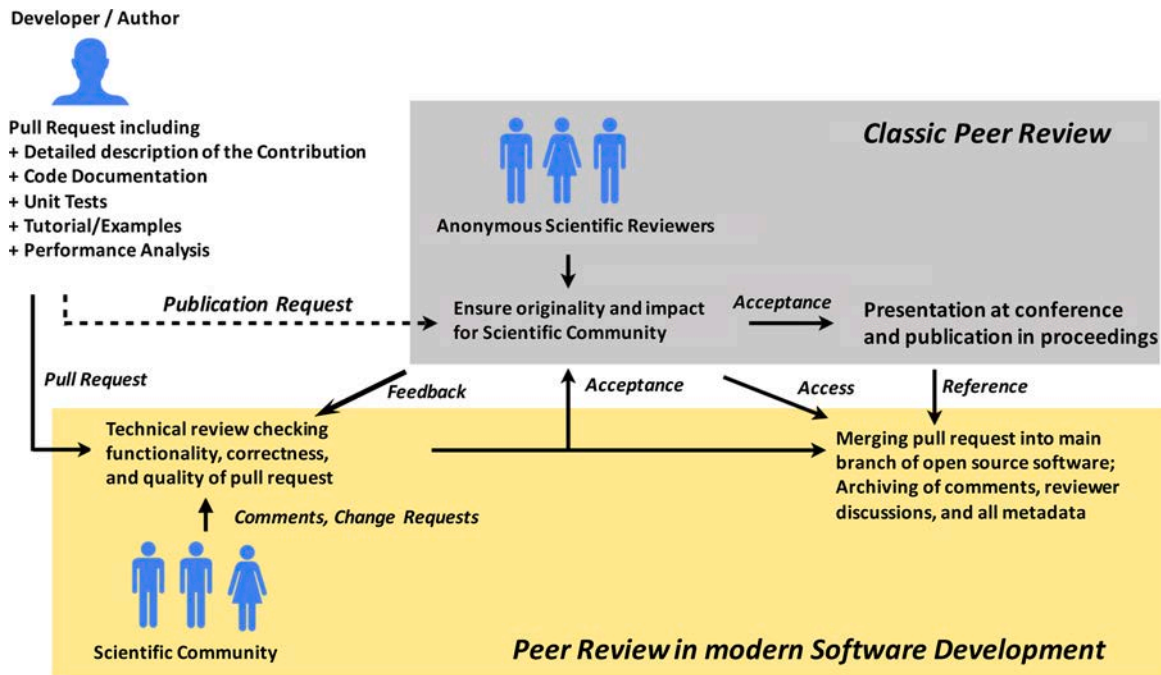 Developer / Author
Pull Request including
+ Detailed description of the Contribution
+ Code Documentation
+ Unit Tests
+ Tutorial/Examples
+ Performance Analysis
Classic Peer Review
Anonymous Scientific Reviewers
Publication Request
Ensure originality and impact
for Scientific Community
Acceptance
Presentation at conference
and publication in proceedings
Pull Request
Feedback
Acceptance
Access
Reference
Technical review checking
functionality, correctness,
and quality of pull request
Merging pull request into main
branch of open source software;
Archiving of comments, reviewer
discussions, and all metadata
Comments, Change Requests
Scientific Community
Peer Review in modern Software Development